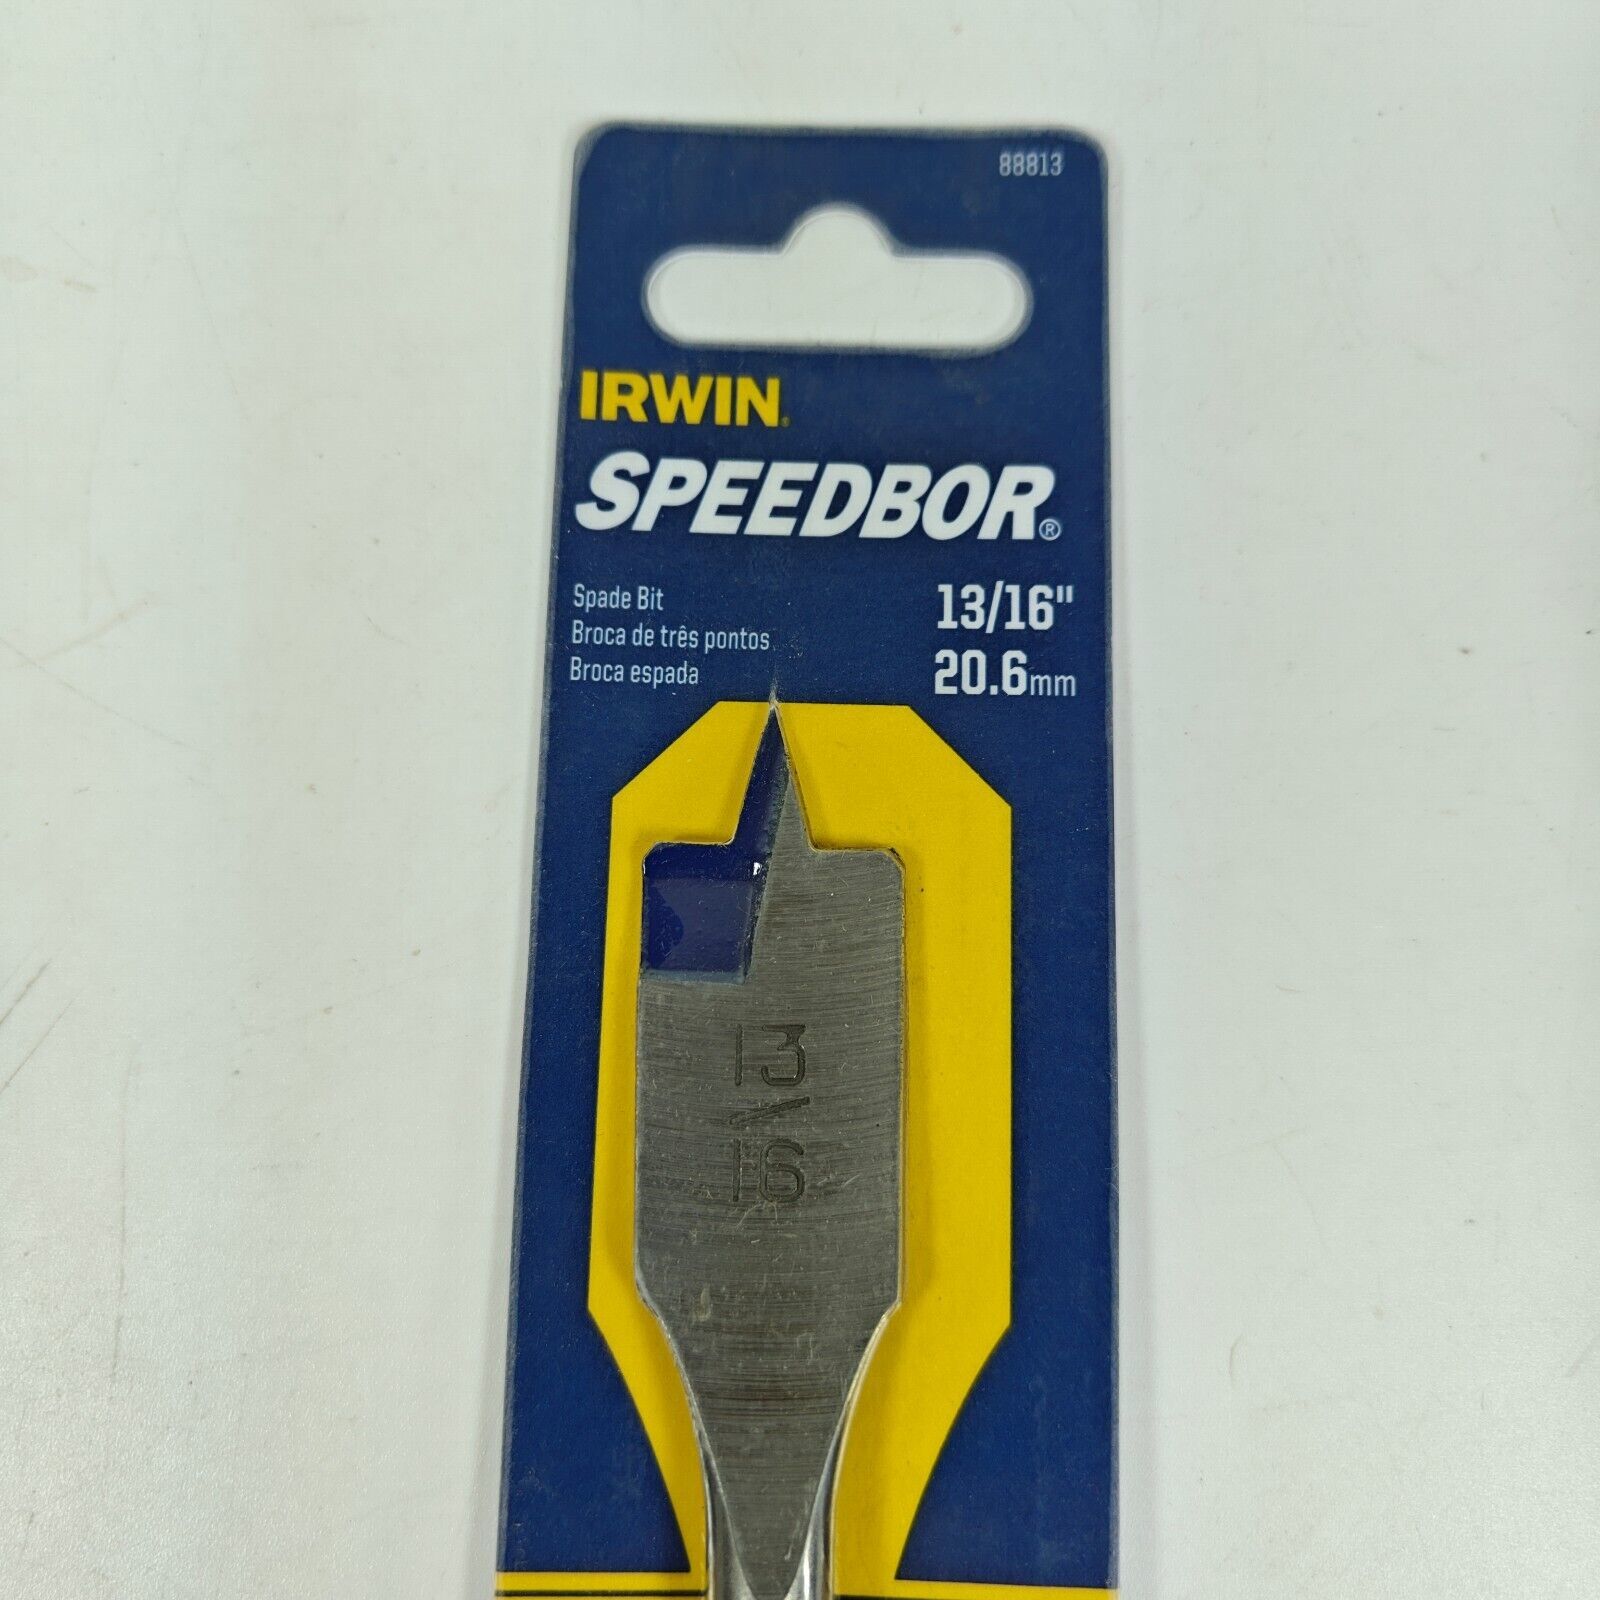 88813
IRWIN®
SPEEDBOR®
Spade Bit
Broca de três pontos
Broca espada
13/16"
20.6mm
13
/
16